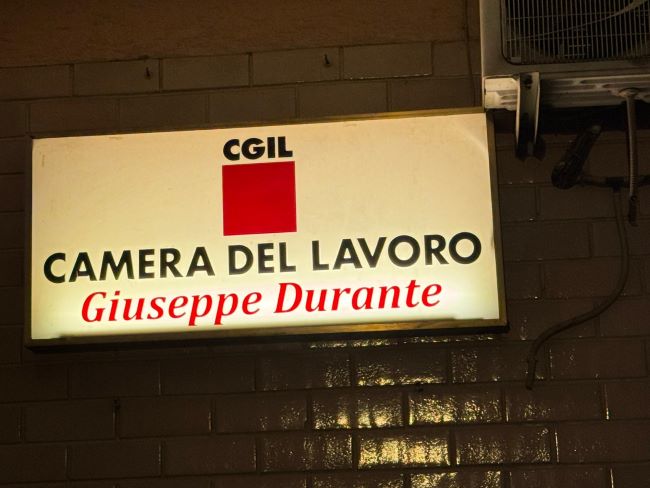 CGIL
CAMERA DEL LAVORO
Giuseppe Durante